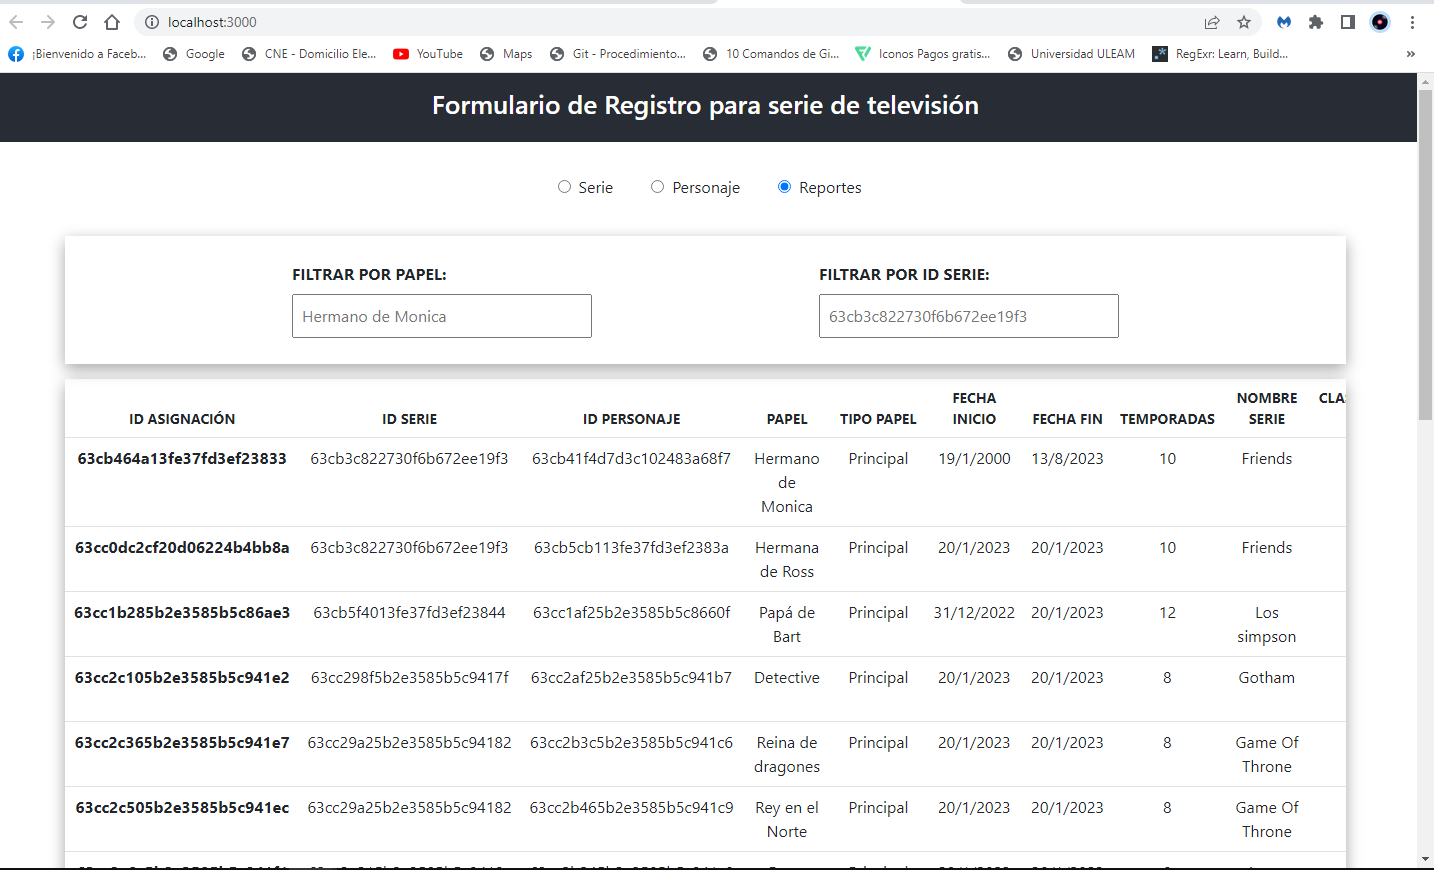 localhost:3000
¡Bienvenido a Faceb... Google CNE - Domicilio Ele... YouTube Maps Git - Procedimiento... 10 Comandos de Gi... Iconos Pagos gratis... Universidad ULEAM RegExr: Learn, Build... »
Formulario de Registro para serie de televisión
Serie Personaje Reportes
FILTRAR POR PAPEL: FILTRAR POR ID SERIE:
Hermano de Monica 63cb3c822730f6b672ee19f3
ID ASIGNACIÓN ID SERIE ID PERSONAJE PAPEL TIPO PAPEL FECHA INICIO FECHA FIN TEMPORADAS NOMBRE SERIE CLA
63cb464a13fe37fd3ef23833 63cb3c822730f6b672ee19f3 63cb41f4d7d3c102483a68f7 Hermano de Monica Principal 19/1/2000 13/8/2023 10 Friends
63cc0dc2cf20d06224b4bb8a 63cb3c822730f6b672ee19f3 63cb5cb113fe37fd3ef2383a Hermana de Ross Principal 20/1/2023 20/1/2023 10 Friends
63cc1b285b2e3585b5c86ae3 63cb5f4013fe37fd3ef23844 63cc1af25b2e3585b5c8660f Papá de Bart Principal 31/12/2022 20/1/2023 12 Los simpson
63cc2c105b2e3585b5c941e2 63cc298f5b2e3585b5c9417f 63cc2af25b2e3585b5c941b7 Detective Principal 20/1/2023 20/1/2023 8 Gotham
63cc2c365b2e3585b5c941e7 63cc29a25b2e3585b5c94182 63cc2b3c5b2e3585b5c941c6 Reina de dragones Principal 20/1/2023 20/1/2023 8 Game Of Throne
63cc2c505b2e3585b5c941ec 63cc29a25b2e3585b5c94182 63cc2b465b2e3585b5c941c9 Rey en el Norte Principal 20/1/2023 20/1/2023 8 Game Of Throne